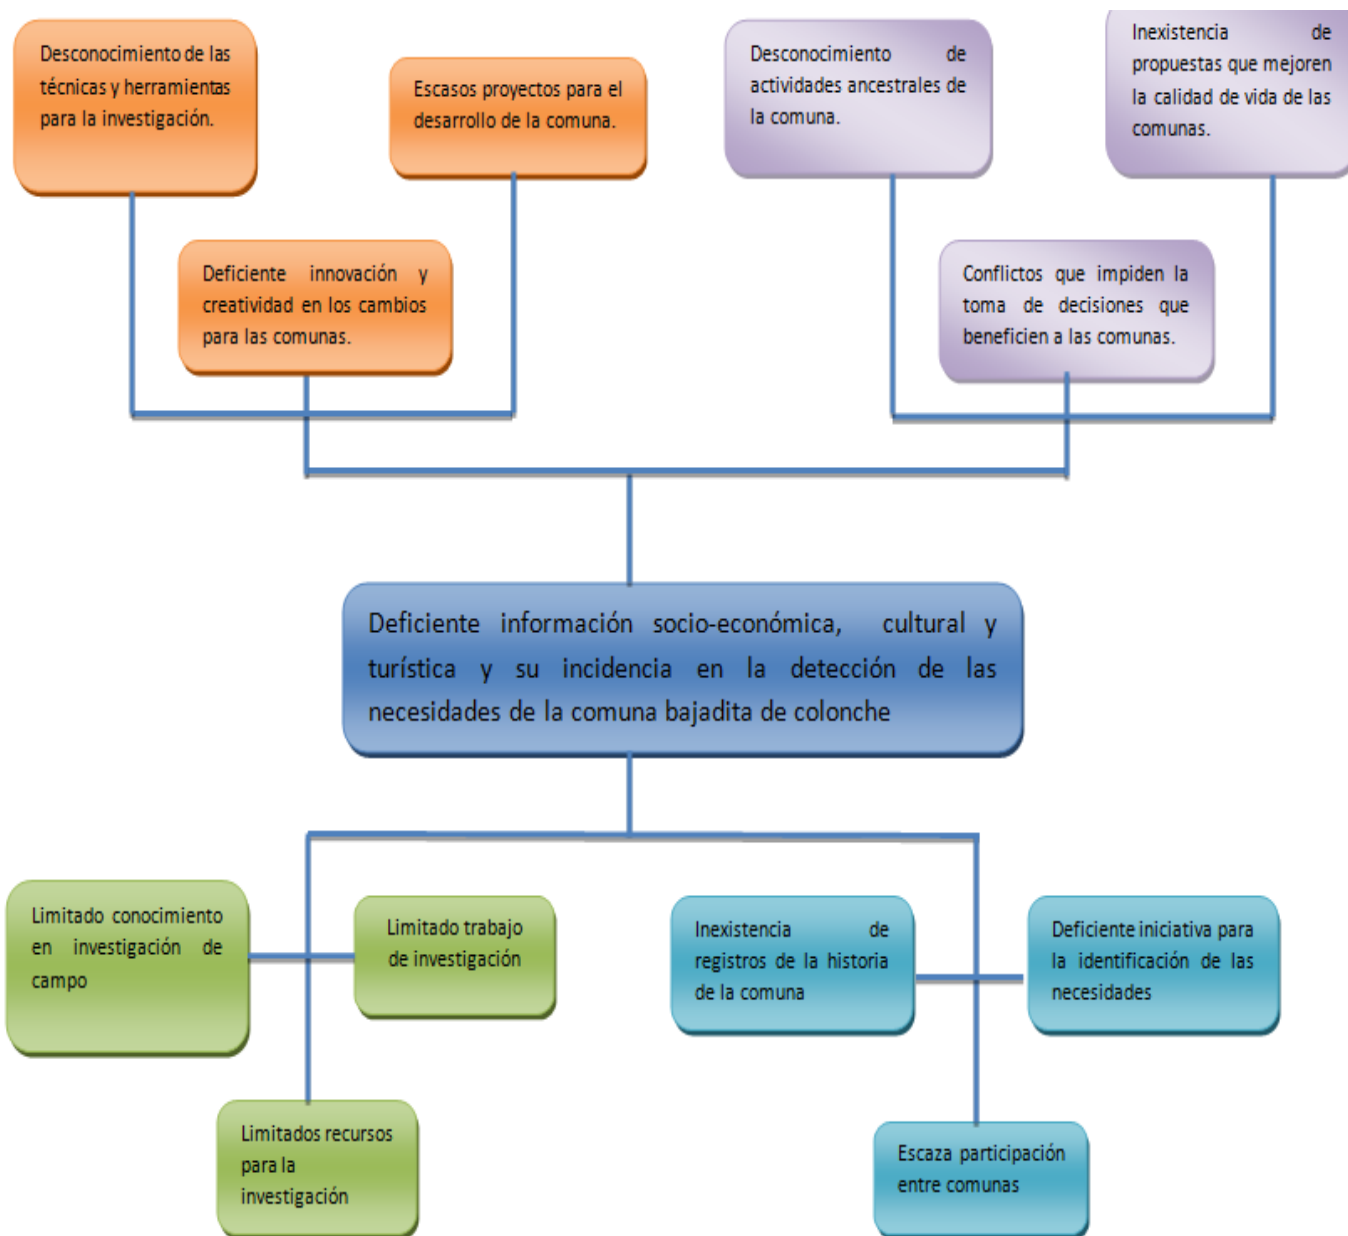 Desconocimiento de las
técnicas y herramientas
para la investigación.
Escasos proyectos para el
desarrollo de la comuna.
Desconocimiento de
actividades ancestrales de
la comuna.
Inexistencia de
propuestas que mejoren
la calidad de vida de las
comunas.
Deficiente innovación y
creatividad en los cambios
para las comunas.
Conflictos que impiden la
toma de decisiones que
beneficien a las comunas.
Deficiente información socio-económica, cultural y
turística y su incidencia en la detección de las
necesidades de la comuna bajadita de colonche
Limitado conocimiento
en investigación de
campo
Limitado trabajo
de investigación
Inexistencia de
registros de la historia
de la comuna
Deficiente iniciativa para
la identificación de las
necesidades
Limitados recursos
para la
investigación
Escaza participación
entre comunas